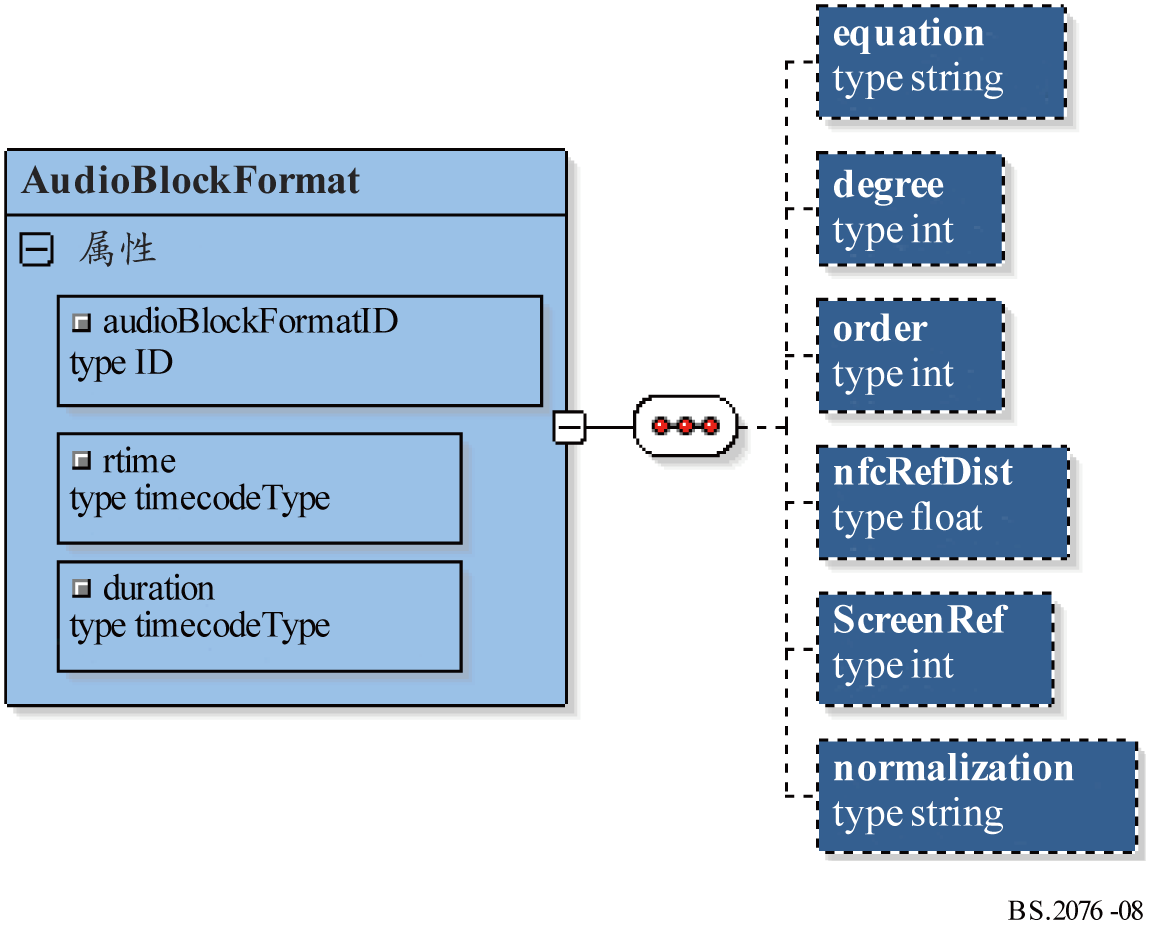 AudioBlockFormat
属性
audioBlockFormatID
type ID
rtime
type timecodeType
duration
type timecodeType
equation
type string
degree
type int
order
type int
nfcRefDist
type float
ScreenRef
type int
normalization
type string
BS.2076 -08